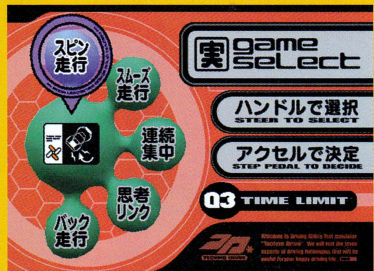 スピン
走行
スムーズ
走行
連続
集中
思考
リンク
バック
走行
実 game
select
ハンドルで選択
STEER TO SELECT
アクセルで決定
STEP PEDAL TO DECIDE
03 TIME LIMIT
TECHNO DRIVE